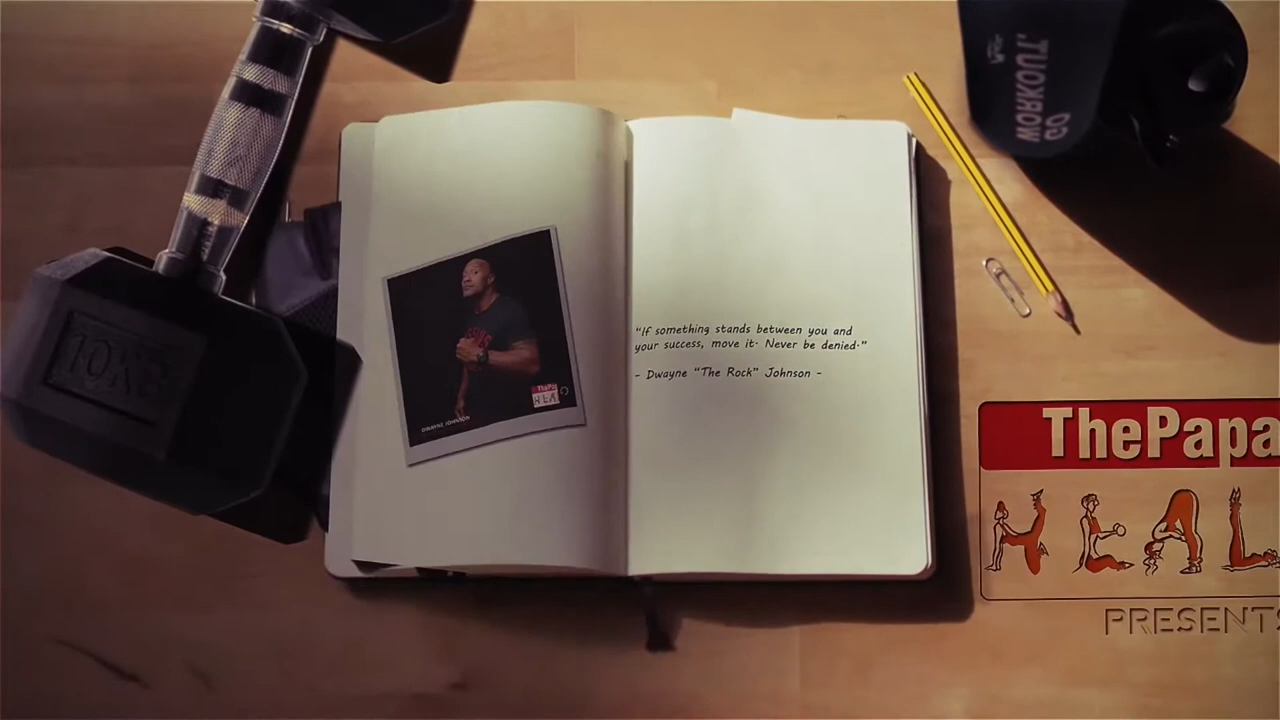 10KG
GO
WORKOUT.
"If something stands between you and
your success, move it. Never be denied."
- Dwayne "The Rock" Johnson -
DWAYNE JOHNSON
ThePapa
HEAL
PRESENTS